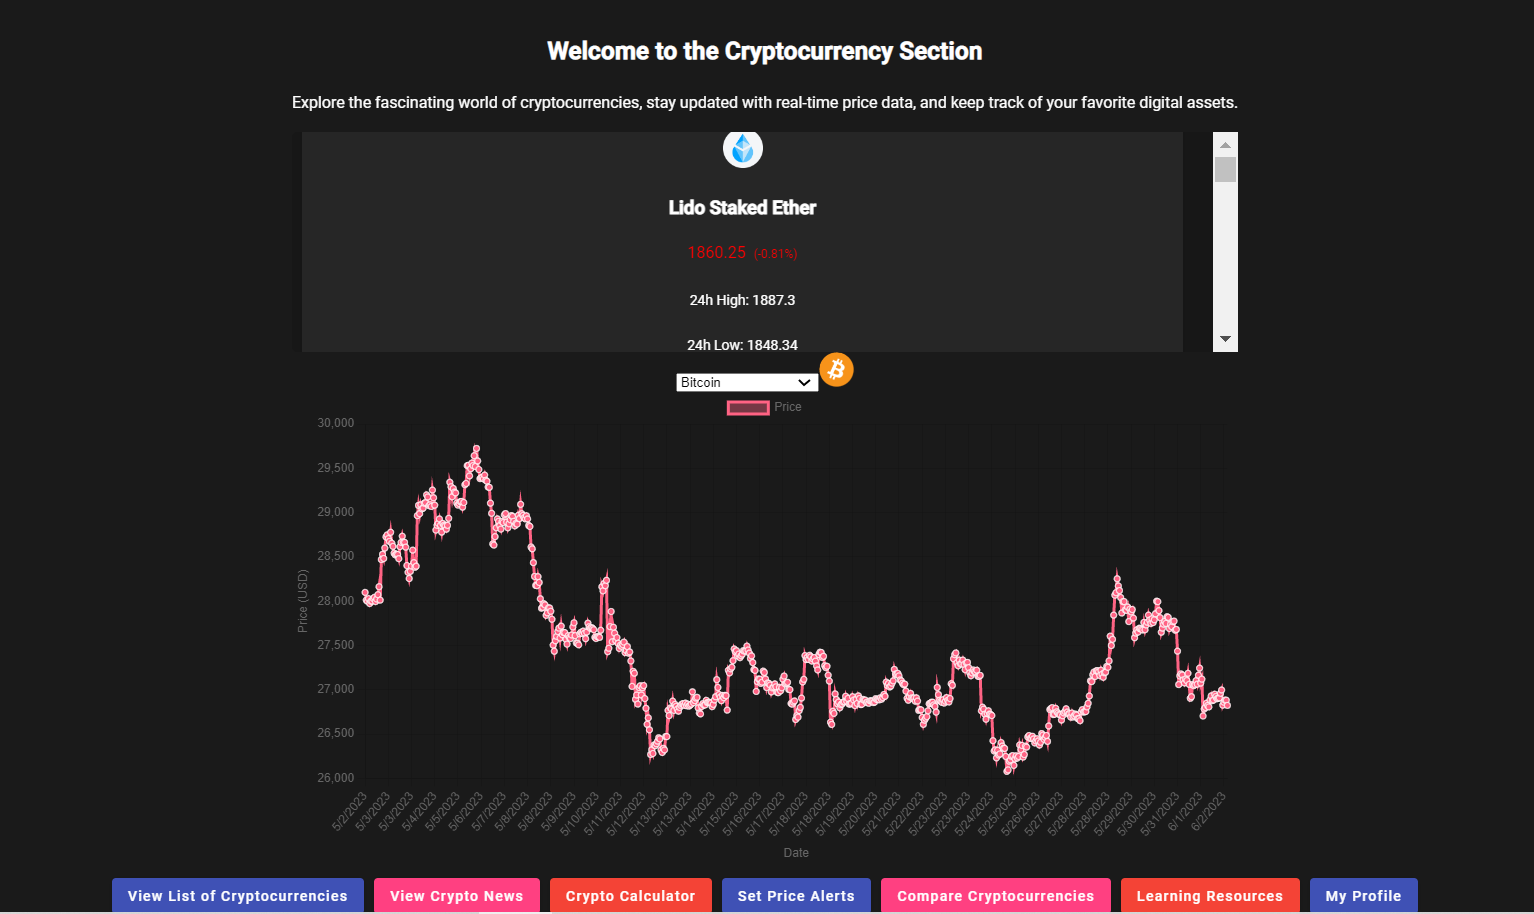 Welcome to the Cryptocurrency Section
Explore the fascinating world of cryptocurrencies, stay updated with real-time price data, and keep track of your favorite digital assets.
Lido Staked Ether
1860.25 (-0.81%)
24h High: 1887.3
24h Low: 1848.34
Bitcoin
Price
30,000
29,500
29,000
28,500
28,000
27,500
27,000
26,500
26,000
Price (USD)
5/2/2023 5/3/2023 5/3/2023 5/4/2023 5/5/2023 5/6/2023 5/7/2023 5/8/2023 5/8/2023 5/9/2023 5/10/2023 5/11/2023 5/12/2023 5/13/2023 5/13/2023 5/14/2023 5/15/2023 5/16/2023 5/17/2023 5/18/2023 5/18/2023 5/19/2023 5/20/2023 5/21/2023 5/22/2023 5/23/2023 5/23/2023 5/24/2023 5/25/2023 5/26/2023 5/27/2023 5/28/2023 5/28/2023 5/29/2023 5/30/2023 5/31/2023 6/1/2023 6/2/2023
Date
View List of Cryptocurrencies View Crypto News Crypto Calculator Set Price Alerts Compare Cryptocurrencies Learning Resources My Profile